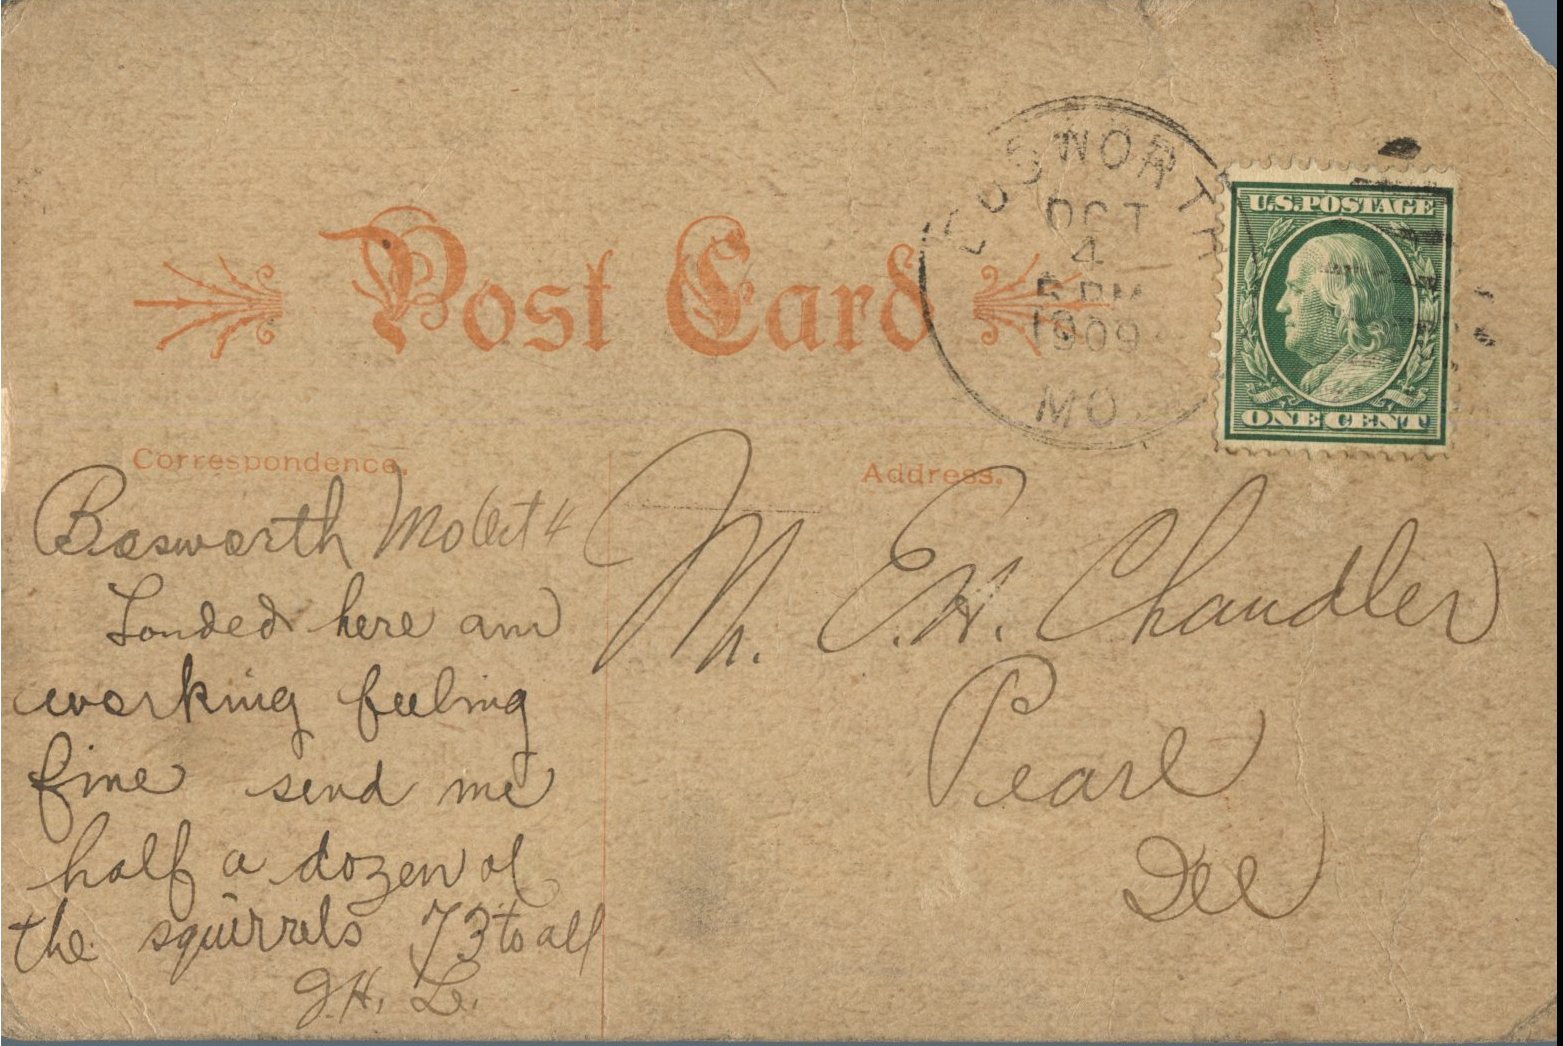 Post Card
BOSWORTH
OCT
4
5 PM
1909
MO.
U.S. POSTAGE
ONE CENT
Correspondence.
Address.
Bosworth Mo Oct 4
Landed here and
working feeling
fine send me
half a dozen of
the squirrels 73 to all
J.H. L.
M. E.H. Chandler
Pearl
Ill